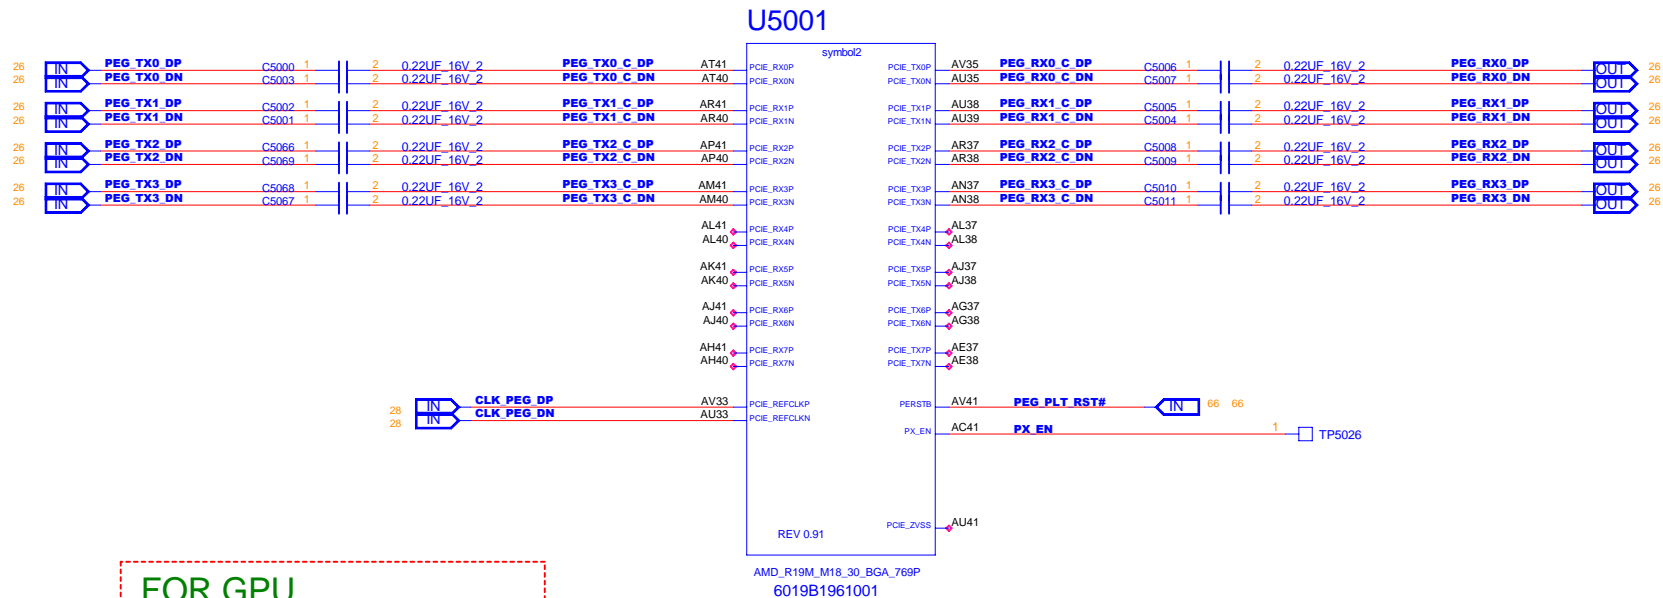 U5001
symbol2
26 IN PEG_TX0_DP C5000 1 2 0.22UF_16V_2 PEG_TX0_C_DP AT41 PCIE_RX0P PCIE_TX0P AV35 PEG_RX0_C_DP C5006 1 2 0.22UF_16V_2 PEG_RX0_DP OUT 26
26 IN PEG_TX0_DN C5003 1 2 0.22UF_16V_2 PEG_TX0_C_DN AT40 PCIE_RX0N PCIE_TX0N AU35 PEG_RX0_C_DN C5007 1 2 0.22UF_16V_2 PEG_RX0_DN OUT 26
26 IN PEG_TX1_DP C5002 1 2 0.22UF_16V_2 PEG_TX1_C_DP AR41 PCIE_RX1P PCIE_TX1P AU38 PEG_RX1_C_DP C5005 1 2 0.22UF_16V_2 PEG_RX1_DP OUT 26
26 IN PEG_TX1_DN C5001 1 2 0.22UF_16V_2 PEG_TX1_C_DN AR40 PCIE_RX1N PCIE_TX1N AU39 PEG_RX1_C_DN C5004 1 2 0.22UF_16V_2 PEG_RX1_DN OUT 26
26 IN PEG_TX2_DP C5066 1 2 0.22UF_16V_2 PEG_TX2_C_DP AP41 PCIE_RX2P PCIE_TX2P AR37 PEG_RX2_C_DP C5008 1 2 0.22UF_16V_2 PEG_RX2_DP OUT 26
26 IN PEG_TX2_DN C5069 1 2 0.22UF_16V_2 PEG_TX2_C_DN AP40 PCIE_RX2N PCIE_TX2N AR38 PEG_RX2_C_DN C5009 1 2 0.22UF_16V_2 PEG_RX2_DN OUT 26
26 IN PEG_TX3_DP C5068 1 2 0.22UF_16V_2 PEG_TX3_C_DP AM41 PCIE_RX3P PCIE_TX3P AN37 PEG_RX3_C_DP C5010 1 2 0.22UF_16V_2 PEG_RX3_DP OUT 26
26 IN PEG_TX3_DN C5067 1 2 0.22UF_16V_2 PEG_TX3_C_DN AM40 PCIE_RX3N PCIE_TX3N AN38 PEG_RX3_C_DN C5011 1 2 0.22UF_16V_2 PEG_RX3_DN OUT 26
AL41 PCIE_RX4P PCIE_TX4P AL37
AL40 PCIE_RX4N PCIE_TX4N AL38
AK41 PCIE_RX5P PCIE_TX5P AJ37
AK40 PCIE_RX5N PCIE_TX5N AJ38
AJ41 PCIE_RX6P PCIE_TX6P AG37
AJ40 PCIE_RX6N PCIE_TX6N AG38
AH41 PCIE_RX7P PCIE_TX7P AE37
AH40 PCIE_RX7N PCIE_TX7N AE38
28 IN CLK_PEG_DP AV33 PCIE_REFCLKP PERSTB AV41 PEG_PLT_RST# IN 66 66
28 IN CLK_PEG_DN AU33 PCIE_REFCLKN
PX_EN AC41 PX_EN 1 TP5026
PCIE_ZVSS AU41
REV 0.91
AMD_R19M_M18_30_BGA_769P
6019B1961001
FOR GPU